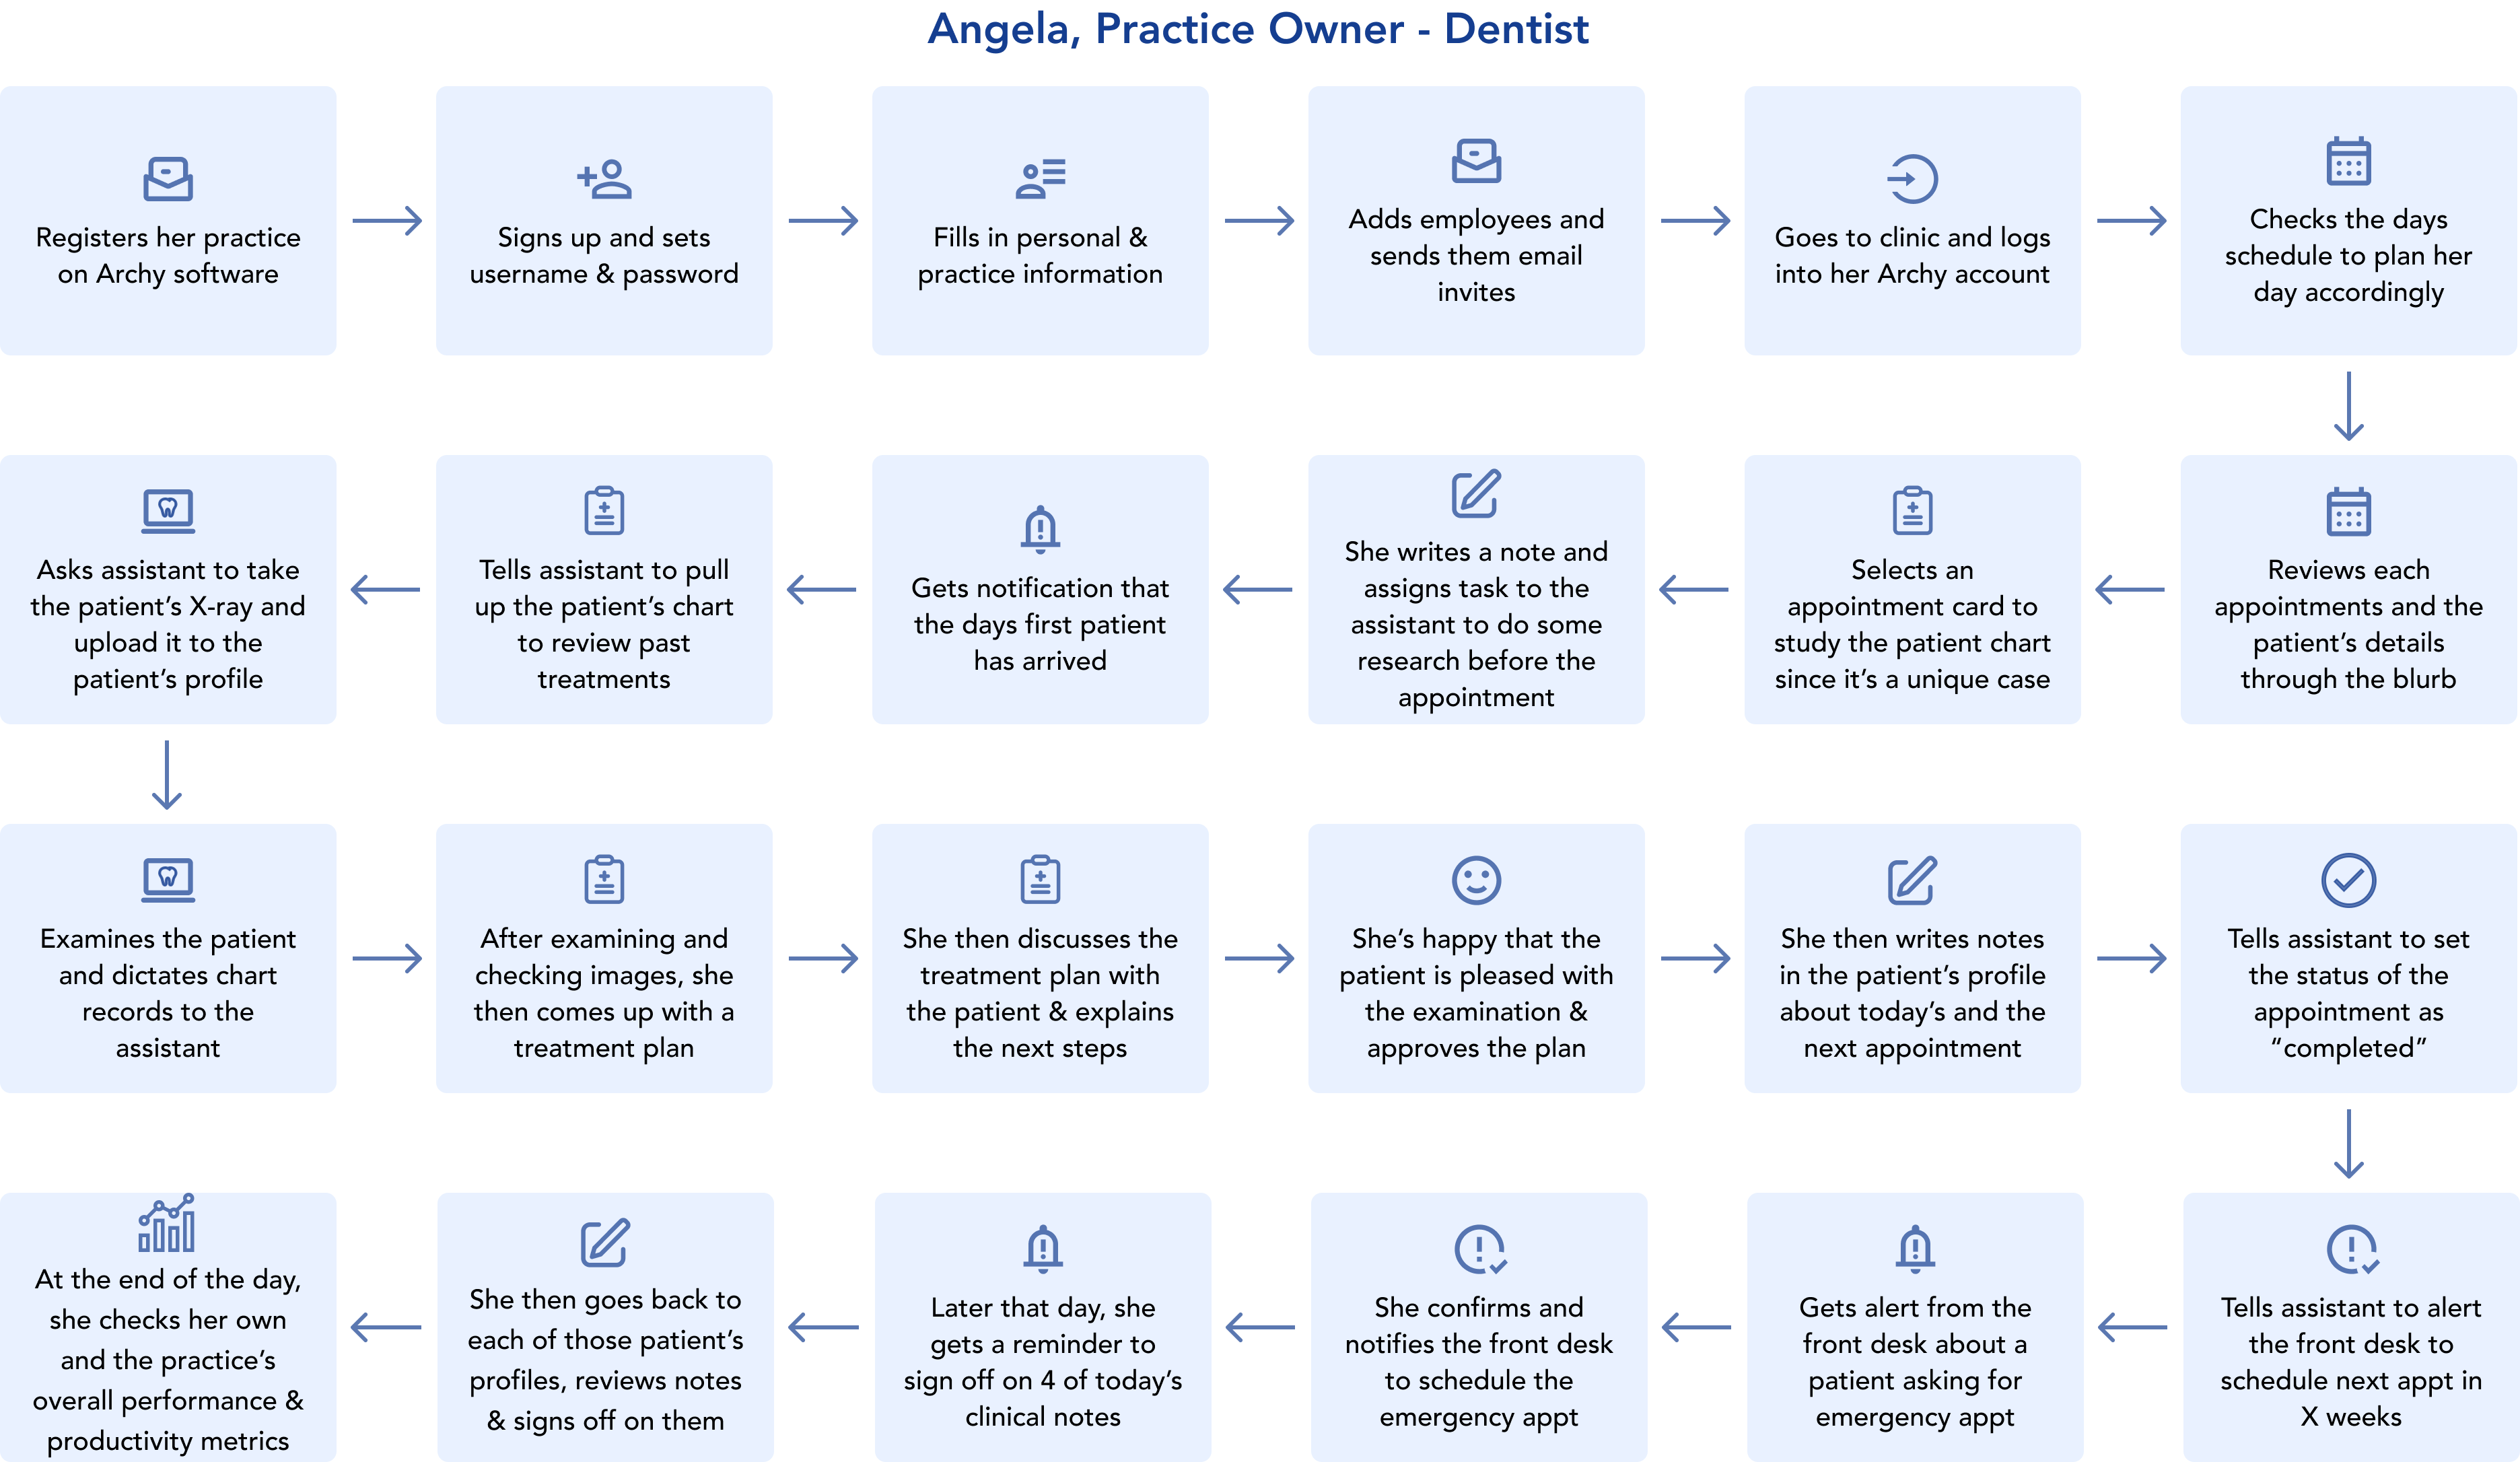 Angela, Practice Owner - Dentist
Registers her practice
on Archy software
Signs up and sets
username & password
Fills in personal &
practice information
Adds employees and
sends them email
invites
Goes to clinic and logs
into her Archy account
Checks the days
schedule to plan her
day accordingly
Reviews each
appointments and the
patient’s details
through the blurb
Selects an
appointment card to
study the patient chart
since it’s a unique case
She writes a note and
assigns task to the
assistant to do some
research before the
appointment
Gets notification that
the days first patient
has arrived
Tells assistant to pull
up the patient’s chart
to review past
treatments
Asks assistant to take
the patient’s X-ray and
upload it to the
patient’s profile
Examines the patient
and dictates chart
records to the
assistant
After examining and
checking images, she
then comes up with a
treatment plan
She then discusses the
treatment plan with
the patient & explains
the next steps
She’s happy that the
patient is pleased with
the examination &
approves the plan
She then writes notes
in the patient’s profile
about today’s and the
next appointment
Tells assistant to set
the status of the
appointment as
“completed”
Tells assistant to alert
the front desk to
schedule next appt in
X weeks
Gets alert from the
front desk about a
patient asking for
emergency appt
She confirms and
notifies the front desk
to schedule the
emergency appt
Later that day, she
gets a reminder to
sign off on 4 of today’s
clinical notes
She then goes back to
each of those patient’s
profiles, reviews notes
& signs off on them
At the end of the day,
she checks her own
and the practice’s
overall performance &
productivity metrics